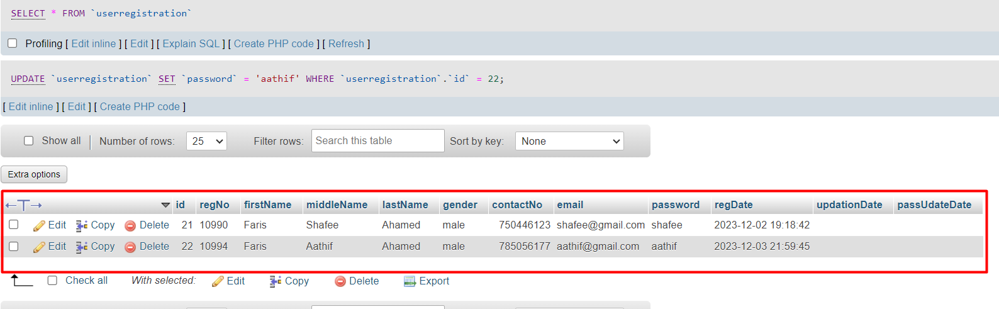 SELECT * FROM `userregistration`
Profiling [ Edit inline ] [ Edit ] [ Explain SQL ] [ Create PHP code ] [ Refresh ]
UPDATE `userregistration` SET `password` = 'aathif' WHERE `userregistration`.`id` = 22;
[ Edit inline ] [ Edit ] [ Create PHP code ]
Show all Number of rows: 25 Filter rows: Search this table Sort by key: None
Extra options
id regNo firstName middleName lastName gender contactNo email password regDate updationDate passUdateDate
Edit Copy Delete 21 10990 Faris Shafee Ahamed male 750446123 shafee@gmail.com shafee 2023-12-02 19:18:42
Edit Copy Delete 22 10994 Faris Aathif Ahamed male 785056177 aathif@gmail.com aathif 2023-12-03 21:59:45
Check all With selected: Edit Copy Delete Export